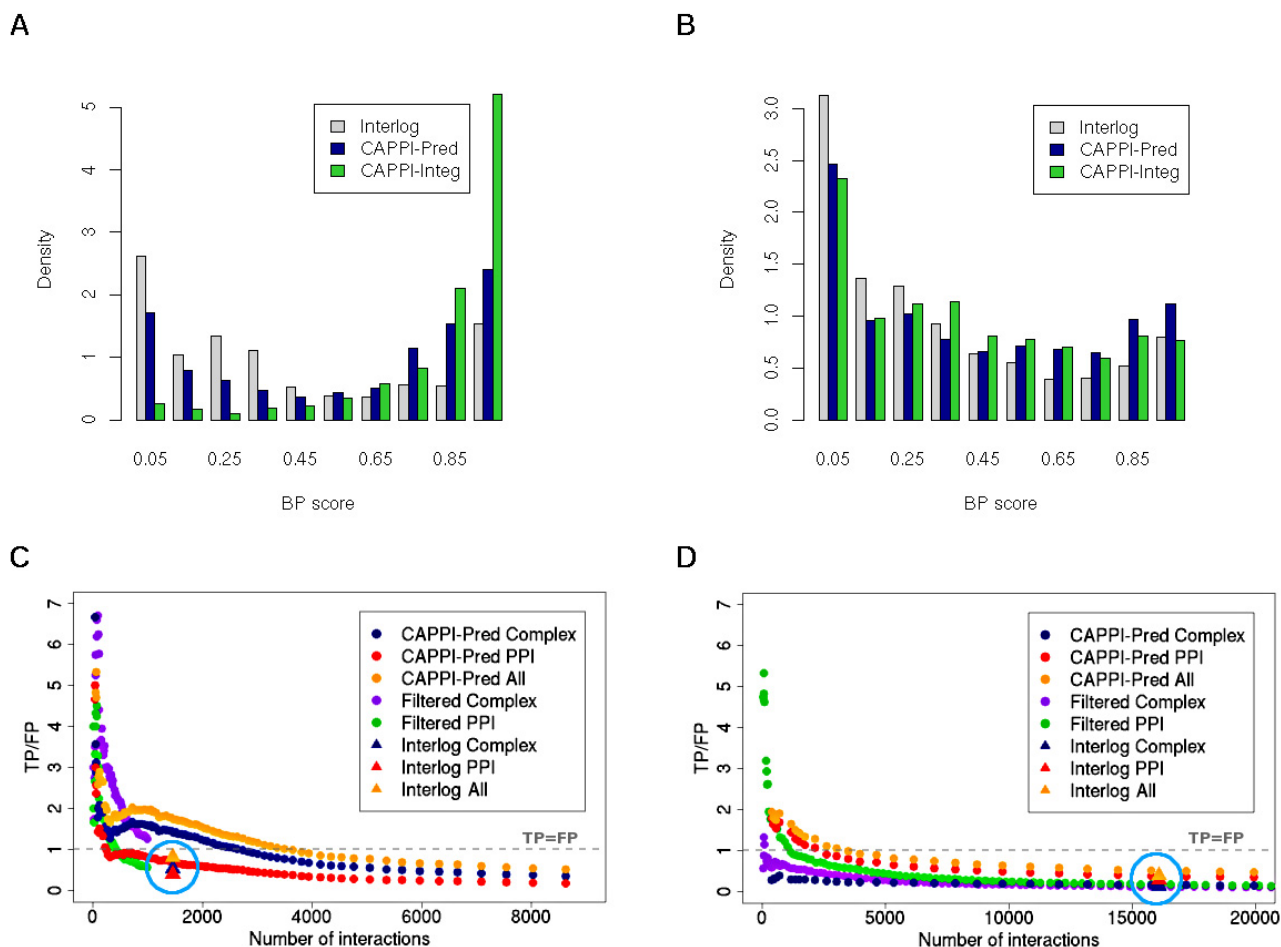 A
B
Interlog
CAPPI-Pred
CAPPI-Integ
Density
0
1
2
3
4
5
0.05
0.25
0.45
0.65
0.85
BP score
Interlog
CAPPI-Pred
CAPPI-Integ
Density
0.0
0.5
1.0
1.5
2.0
2.5
3.0
0.05
0.25
0.45
0.65
0.85
BP score
C
D
CAPPI-Pred Complex
CAPPI-Pred PPI
CAPPI-Pred All
Filtered Complex
Filtered PPI
Interlog Complex
Interlog PPI
Interlog All
TP=FP
TP/FP
0
1
2
3
4
5
6
7
0
2000
4000
6000
8000
Number of interactions
CAPPI-Pred Complex
CAPPI-Pred PPI
CAPPI-Pred All
Filtered Complex
Filtered PPI
Interlog Complex
Interlog PPI
Interlog All
TP=FP
TP/FP
0
1
2
3
4
5
6
7
0
5000
10000
15000
20000
Number of interactions